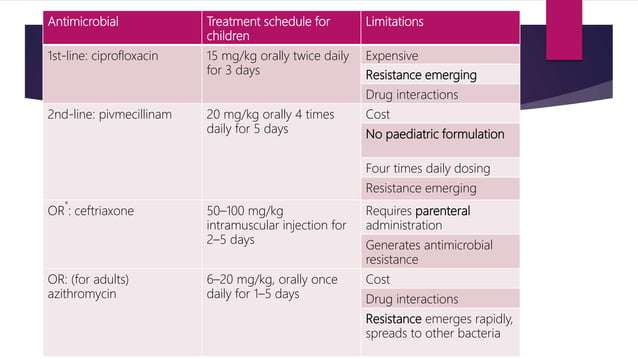 Antimicrobial
Treatment schedule for
children
Limitations
1st-line: ciprofloxacin
15 mg/kg orally twice daily
for 3 days
Expensive
Resistance emerging
Drug interactions
2nd-line: pivmecillinam
20 mg/kg orally 4 times
daily for 5 days
Cost
No paediatric formulation
Four times daily dosing
Resistance emerging
OR*: ceftriaxone
50–100 mg/kg
intramuscular injection for
2–5 days
Requires parenteral
administration
Generates antimicrobial
resistance
OR: (for adults)
azithromycin
6–20 mg/kg, orally once
daily for 1–5 days
Cost
Drug interactions
Resistance emerges rapidly,
spreads to other bacteria